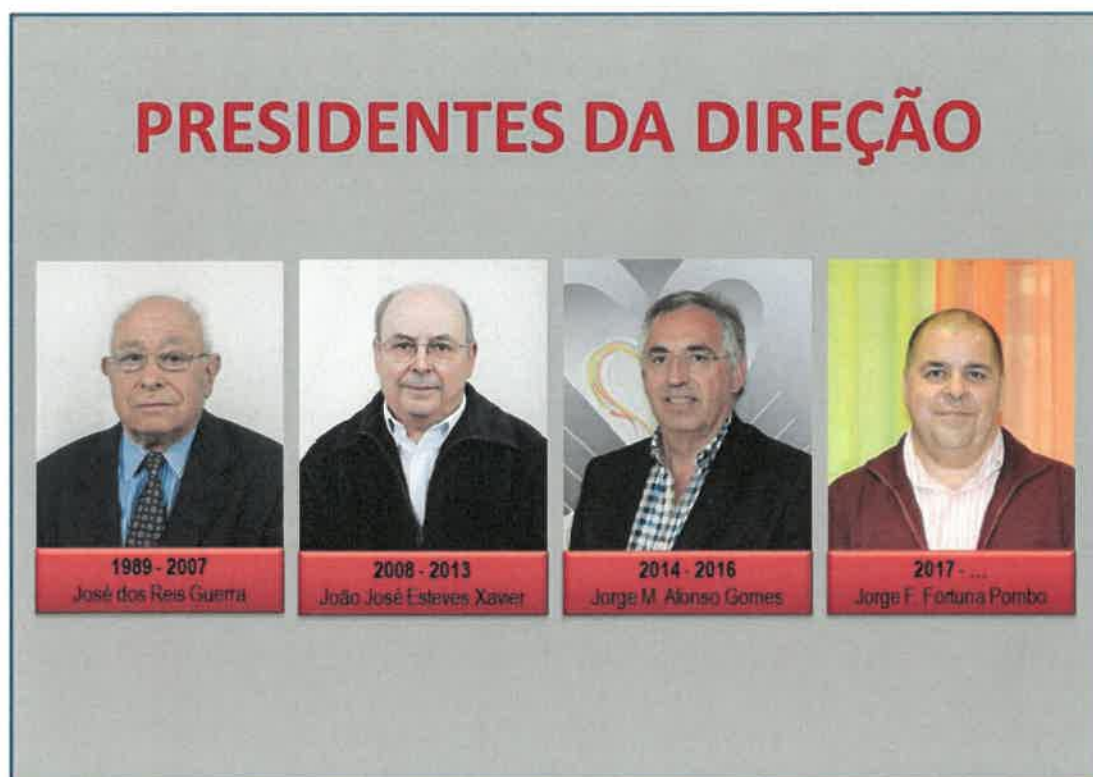 PRESIDENTES DA DIREÇÃO
1989 - 2007
José dos Reis Guerra
2008 - 2013
João José Esteves Xavier
2014 - 2016
Jorge M. Afonso Gomes
2017 - ...
Jorge F. Fortuna Pombo